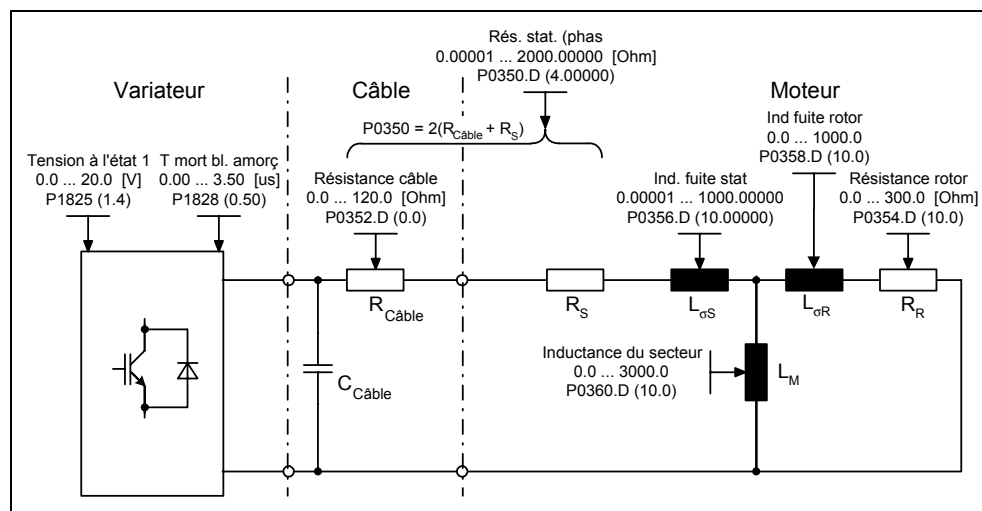 Rés. stat. (phas
0.00001 ... 2000.00000 [Ohm]
P0350.D (4.00000)
Variateur
Câble
Moteur
P0350 = 2(RCâble + RS)
Ind fuite rotor
0.0 ... 1000.0
P0358.D (10.0)
Tension à l'état 1
0.0 ... 20.0 [V]
P1825 (1.4)
T mort bl. amorç
0.00 ... 3.50 [us]
P1828 (0.50)
Résistance câble
0.0 ... 120.0 [Ohm]
P0352.D (0.0)
Ind. fuite stat
0.00001 ... 1000.00000
P0356.D (10.00000)
Résistance rotor
0.0 ... 300.0 [Ohm]
P0354.D (10.0)
RCâble
RS
LσS
LσR
RR
CCâble
Inductance du secteur
0.0 ... 3000.0
P0360.D (10.0)
LM